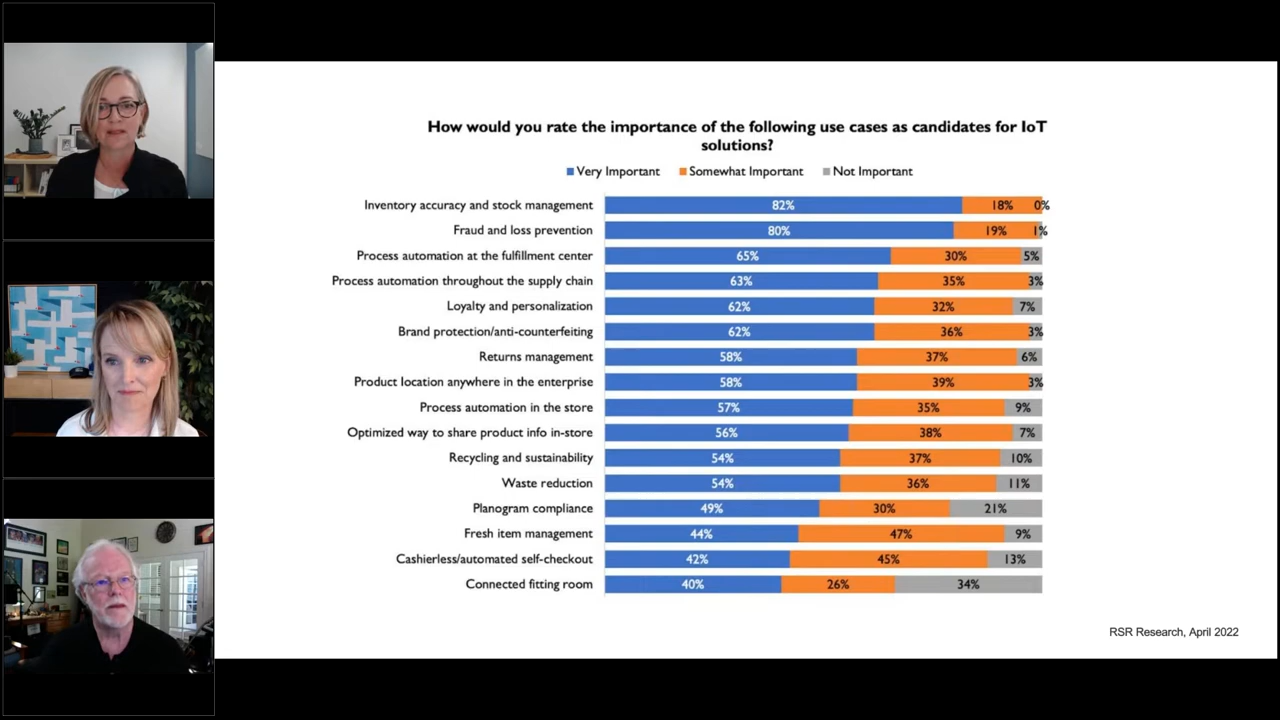 How would you rate the importance of the following use cases as candidates for IoT
solutions?
Very Important Somewhat Important Not Important
Inventory accuracy and stock management 82% 18% 0%
Fraud and loss prevention 80% 19% 1%
Process automation at the fulfillment center 65% 30% 5%
Process automation throughout the supply chain 63% 35% 3%
Loyalty and personalization 62% 32% 7%
Brand protection/anti-counterfeiting 62% 36% 3%
Returns management 58% 37% 6%
Product location anywhere in the enterprise 58% 39% 3%
Process automation in the store 57% 35% 9%
Optimized way to share product info in-store 56% 38% 7%
Recycling and sustainability 54% 37% 10%
Waste reduction 54% 36% 11%
Planogram compliance 49% 30% 21%
Fresh item management 44% 47% 9%
Cashierless/automated self-checkout 42% 45% 13%
Connected fitting room 40% 26% 34%
RSR Research, April 2022